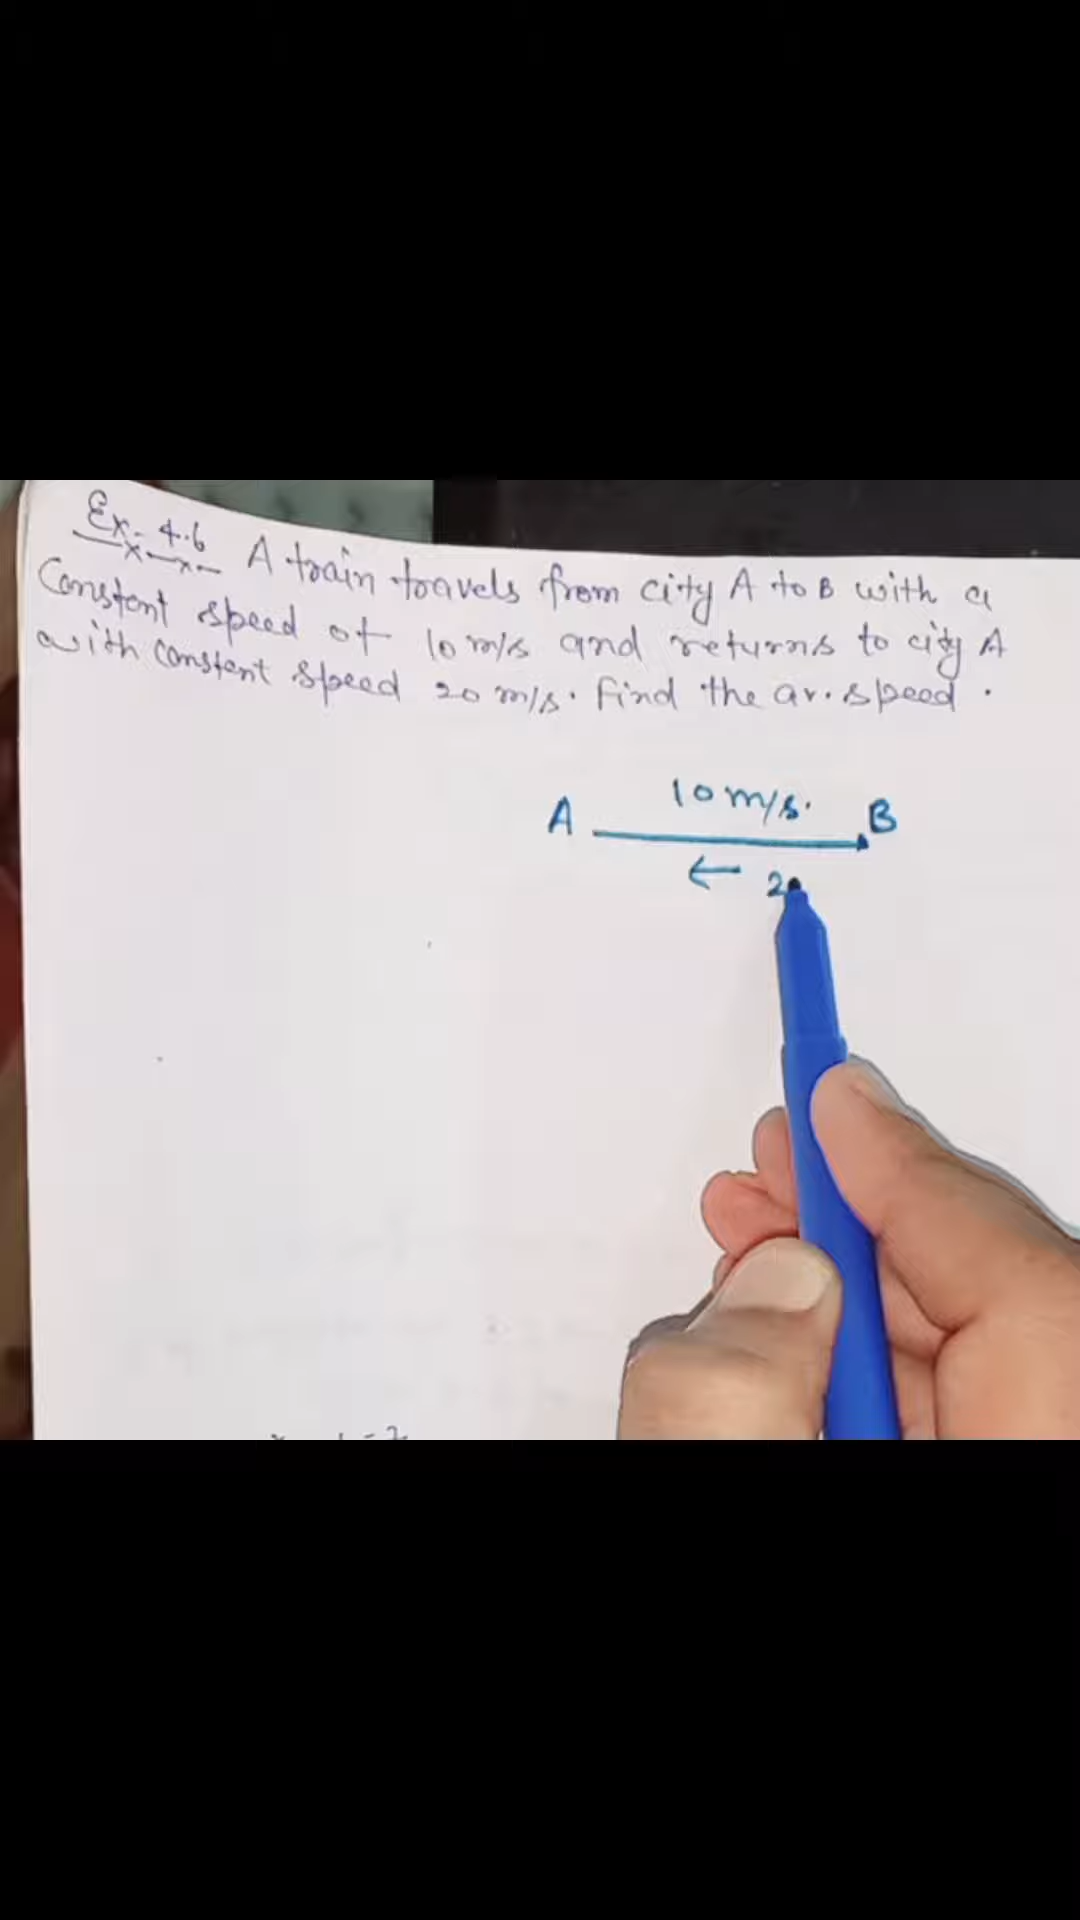 Ex- 4.6 A train travels from city A to B with a
Constant speed of 10 m/s and returns to city A
with constant speed 20 m/s. Find the av. speed.
10 m/s.
A B
← 2